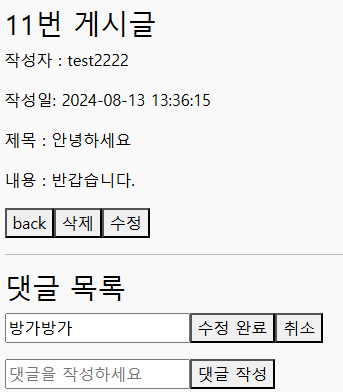 11번 게시글
작성자 : test2222
작성일: 2024-08-13 13:36:15
제목 : 안녕하세요
내용 : 반갑습니다.
back 삭제 수정
댓글 목록
방가방가 수정 완료 취소
댓글을 작성하세요 댓글 작성